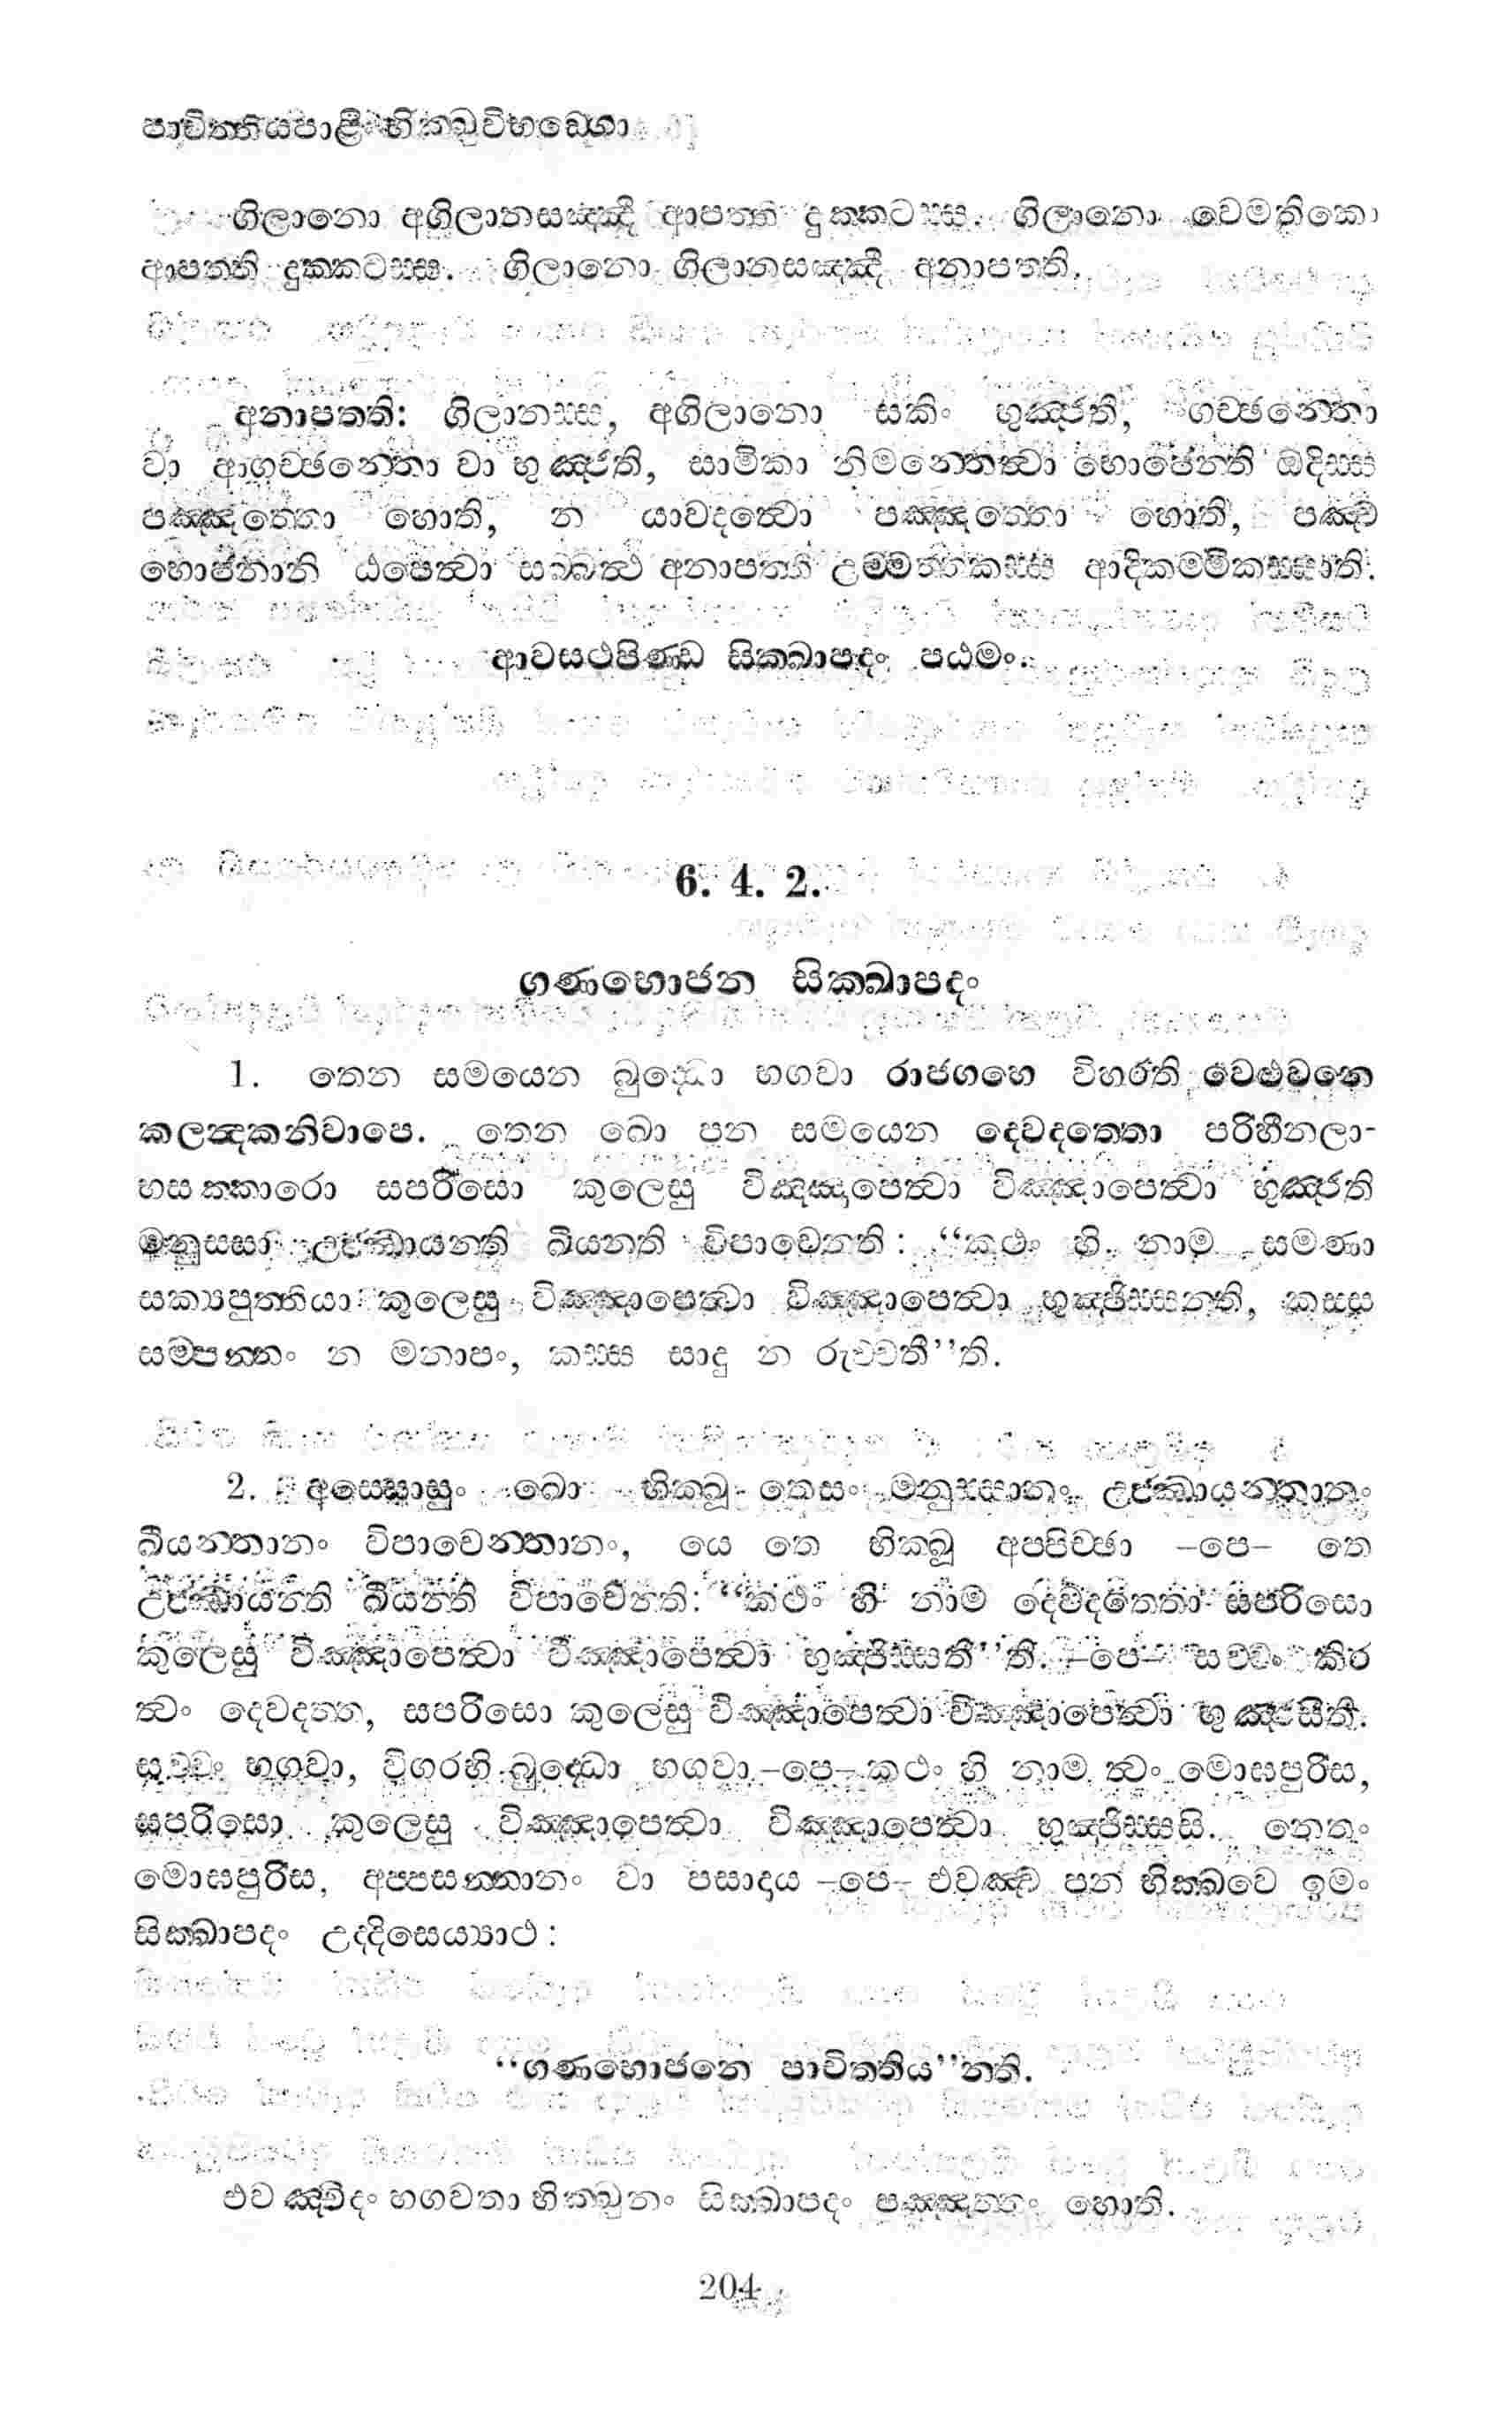 පාචිත්තියපාළි භික්ඛුවිභඞ්ගො
ගිලානො අගිලානසඤ්ඤී ආපත්ති දුක්කටස්ස. ගිලානො වෙමතිකො
ආපත්ති දුක්කටස්ස. ගිලානො ගිලානසඤ්ඤී අනාපත්ති.
අනාපත්ති: ගිලානස්ස, අගිලානො සකිං භුඤ්ජති, ගච්ඡන්තො
වා ආගච්ඡන්තො වා භුඤ්ජති, සාමිකා නිමන්තෙත්වා භොජෙන්ති ඔදිස්ස
පඤ්ඤත්තො හොති, න යාවදත්ථො පඤ්ඤත්තො හොති, පඤ්ච
භොජනානි ඨපෙත්වා සබ්බත්ථ අනාපත්ති උම්මත්තකස්ස ආදිකම්මිකස්සාති.
ආවසථපිණ්ඩ සික්ඛාපදං පඨමං.
6. 4. 2.
ගණභොජන සික්ඛාපදං
1. තෙන සමයෙන බුද්ධො භගවා රාජගහෙ විහරති වෙළුවනෙ
කලන්දකනිවාපෙ. තෙන ඛො පන සමයෙන දෙවදත්තො පරිහීනලා-
භසක්කාරො සපරිසො කුලෙසු විඤ්ඤාපෙත්වා විඤ්ඤාපෙත්වා භුඤ්ජති
මනුස්සා උජ්ඣායන්ති ඛීයන්ති විපාචෙන්ති: “කථං හි නාම සමණා
සක්‍යපුත්තියා කුලෙසු විඤ්ඤාපෙත්වා විඤ්ඤාපෙත්වා භුඤ්ජිස්සන්ති, කස්ස
සම්පන්නං න මනාපං, කස්ස සාදු න රුච්චතී”ති.
2. අස්සොසුං ඛො භික්ඛූ තෙසං මනුස්සානං උජ්ඣායන්තානං
ඛීයන්තානං විපාචෙන්තානං, යෙ තෙ භික්ඛූ අප්පිච්ඡා –පෙ– තෙ
උජ්ඣායන්ති ඛීයන්ති විපාචෙන්ති: “කථං හි නාම දෙවදත්තො සපරිසො
කුලෙසු විඤ්ඤාපෙත්වා විඤ්ඤාපෙත්වා භුඤ්ජිස්සතී”ති. –පෙ– සච්චං කිර
ත්වං දෙවදත්ත, සපරිසො කුලෙසු විඤ්ඤාපෙත්වා විඤ්ඤාපෙත්වා භුඤ්ජසීති.
සච්චං භගවා, විගරහි බුද්ධො භගවා –පෙ– කථං හි නාම ත්වං මොඝපුරිස,
සපරිසො කුලෙසු විඤ්ඤාපෙත්වා විඤ්ඤාපෙත්වා භුඤ්ජිස්සසි. නෙතං
මොඝපුරිස, අප්පසන්නානං වා පසාදාය –පෙ– එවඤ්ච පන භික්ඛවෙ ඉමං
සික්ඛාපදං උද්දිසෙය්‍යාථ:
“ගණභොජනෙ පාචිත්තිය”න්ති.
එවඤ්චිදං භගවතා භික්ඛුනං සික්ඛාපදං පඤ්ඤත්තං හොති.
204